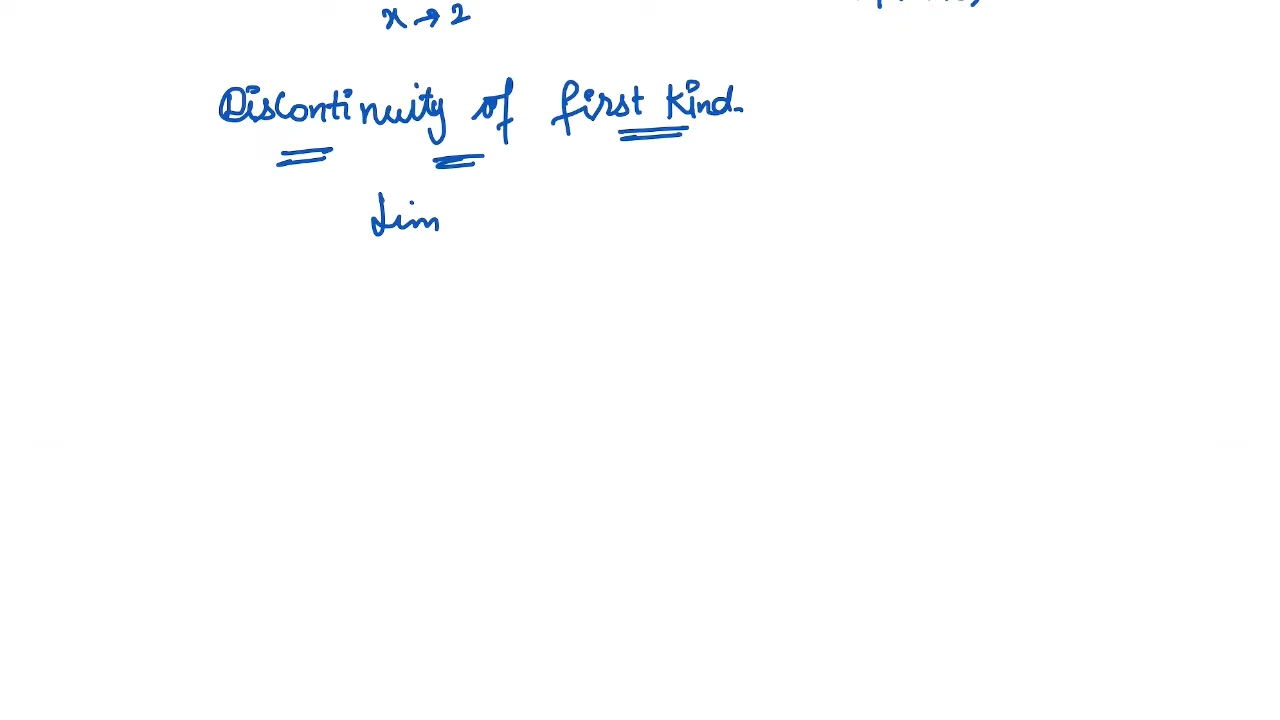 x → 2
Discontinuity of first kind.
Lim